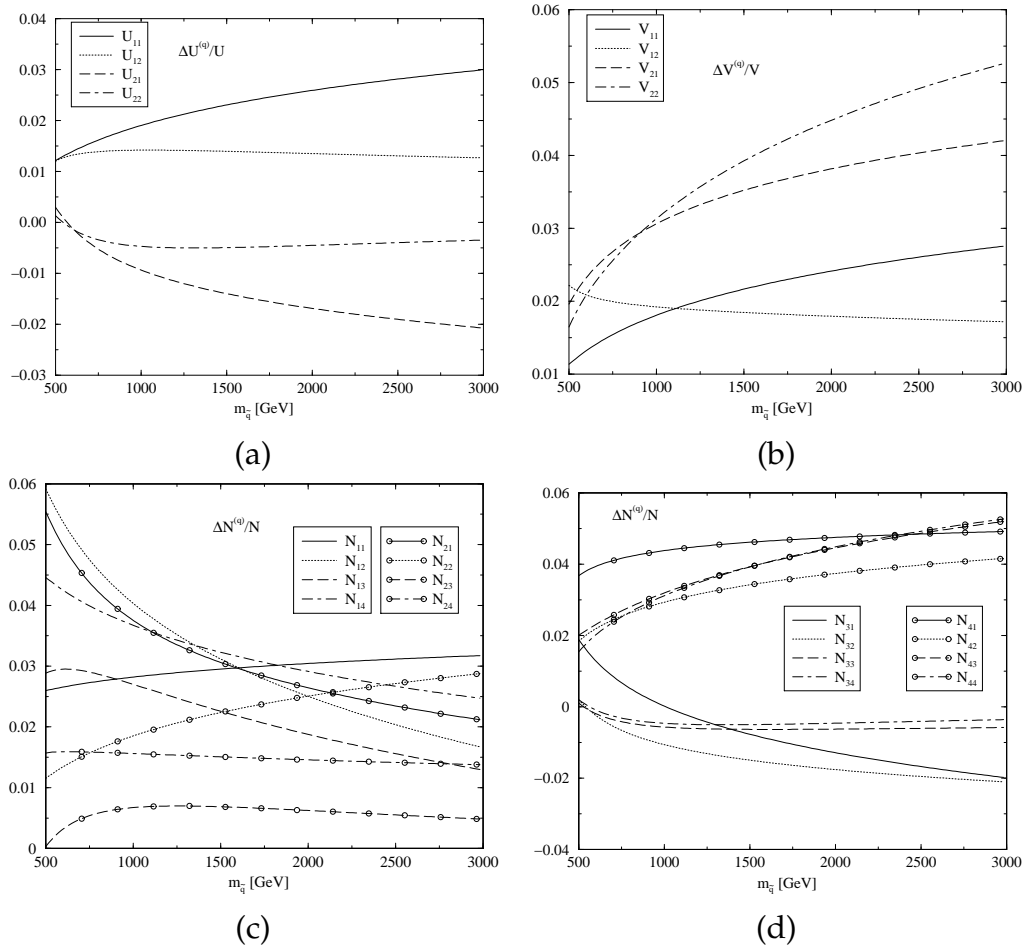 0.04
0.03
0.02
0.01
0.00
−0.01
−0.02
−0.03
500 1000 1500 2000 2500 3000
m_q̃ [GeV]
U₁₁
U₁₂
U₂₁
U₂₂
ΔU⁽q⁾/U
(a)
0.06
0.05
0.04
0.03
0.02
0.01
500 1000 1500 2000 2500 3000
m_q̃ [GeV]
V₁₁
V₁₂
V₂₁
V₂₂
ΔV⁽q⁾/V
(b)
0.06
0.05
0.04
0.03
0.02
0.01
0
500 1000 1500 2000 2500 3000
m_q̃ [GeV]
ΔN⁽q⁾/N
N₁₁
N₁₂
N₁₃
N₁₄
N₂₁
N₂₂
N₂₃
N₂₄
(c)
0.06
0.04
0.02
0
−0.02
−0.04
500 1000 1500 2000 2500 3000
m_q̃ [GeV]
ΔN⁽q⁾/N
N₃₁
N₃₂
N₃₃
N₃₄
N₄₁
N₄₂
N₄₃
N₄₄
(d)